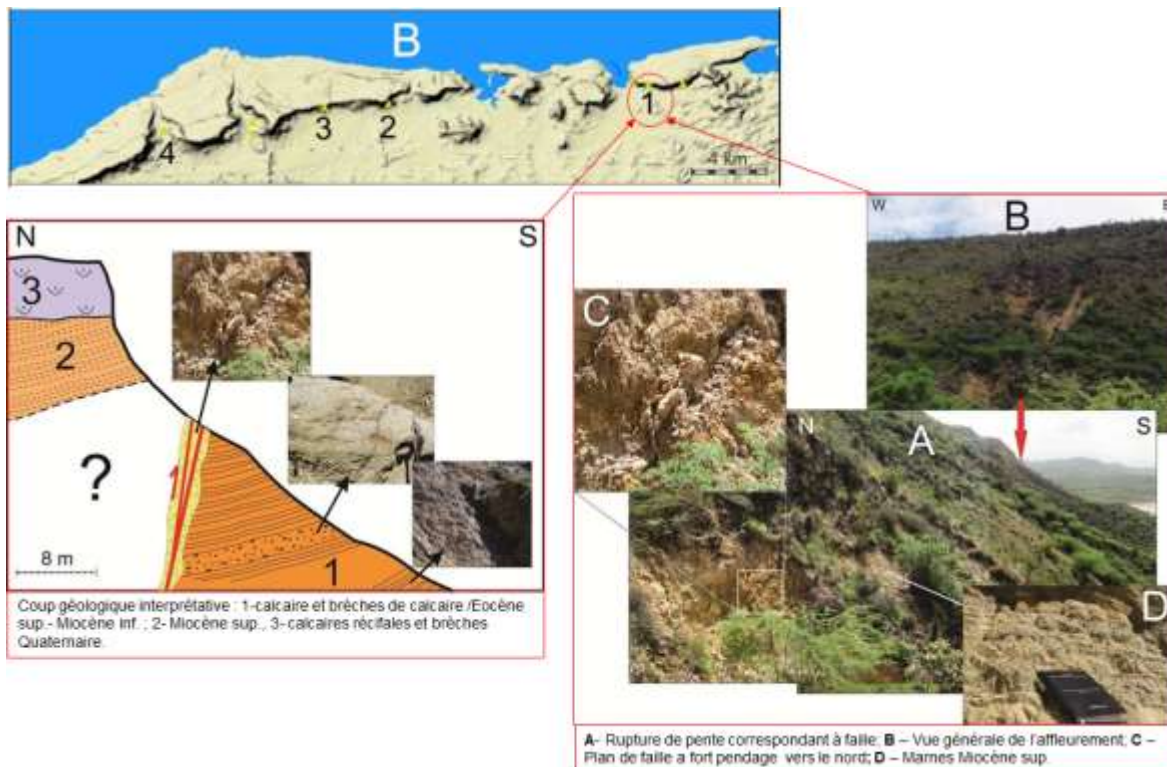 B
1
2
3
4
4 km
N
S
3
2
?
1
1
8 m
Coup géologique interprétative : 1-calcaire et brèches de calcaire /Eocène
sup.- Miocène inf. ; 2- Miocène sup., 3- calcaires récifales et brèches
Quaternaire.
W
B
E
C
N
A
S
D
A- Rupture de pente correspondant à faille; B – Vue générale de l'affleurement; C –
Plan de faille a fort pendage vers le nord; D – Marnes Miocène sup.